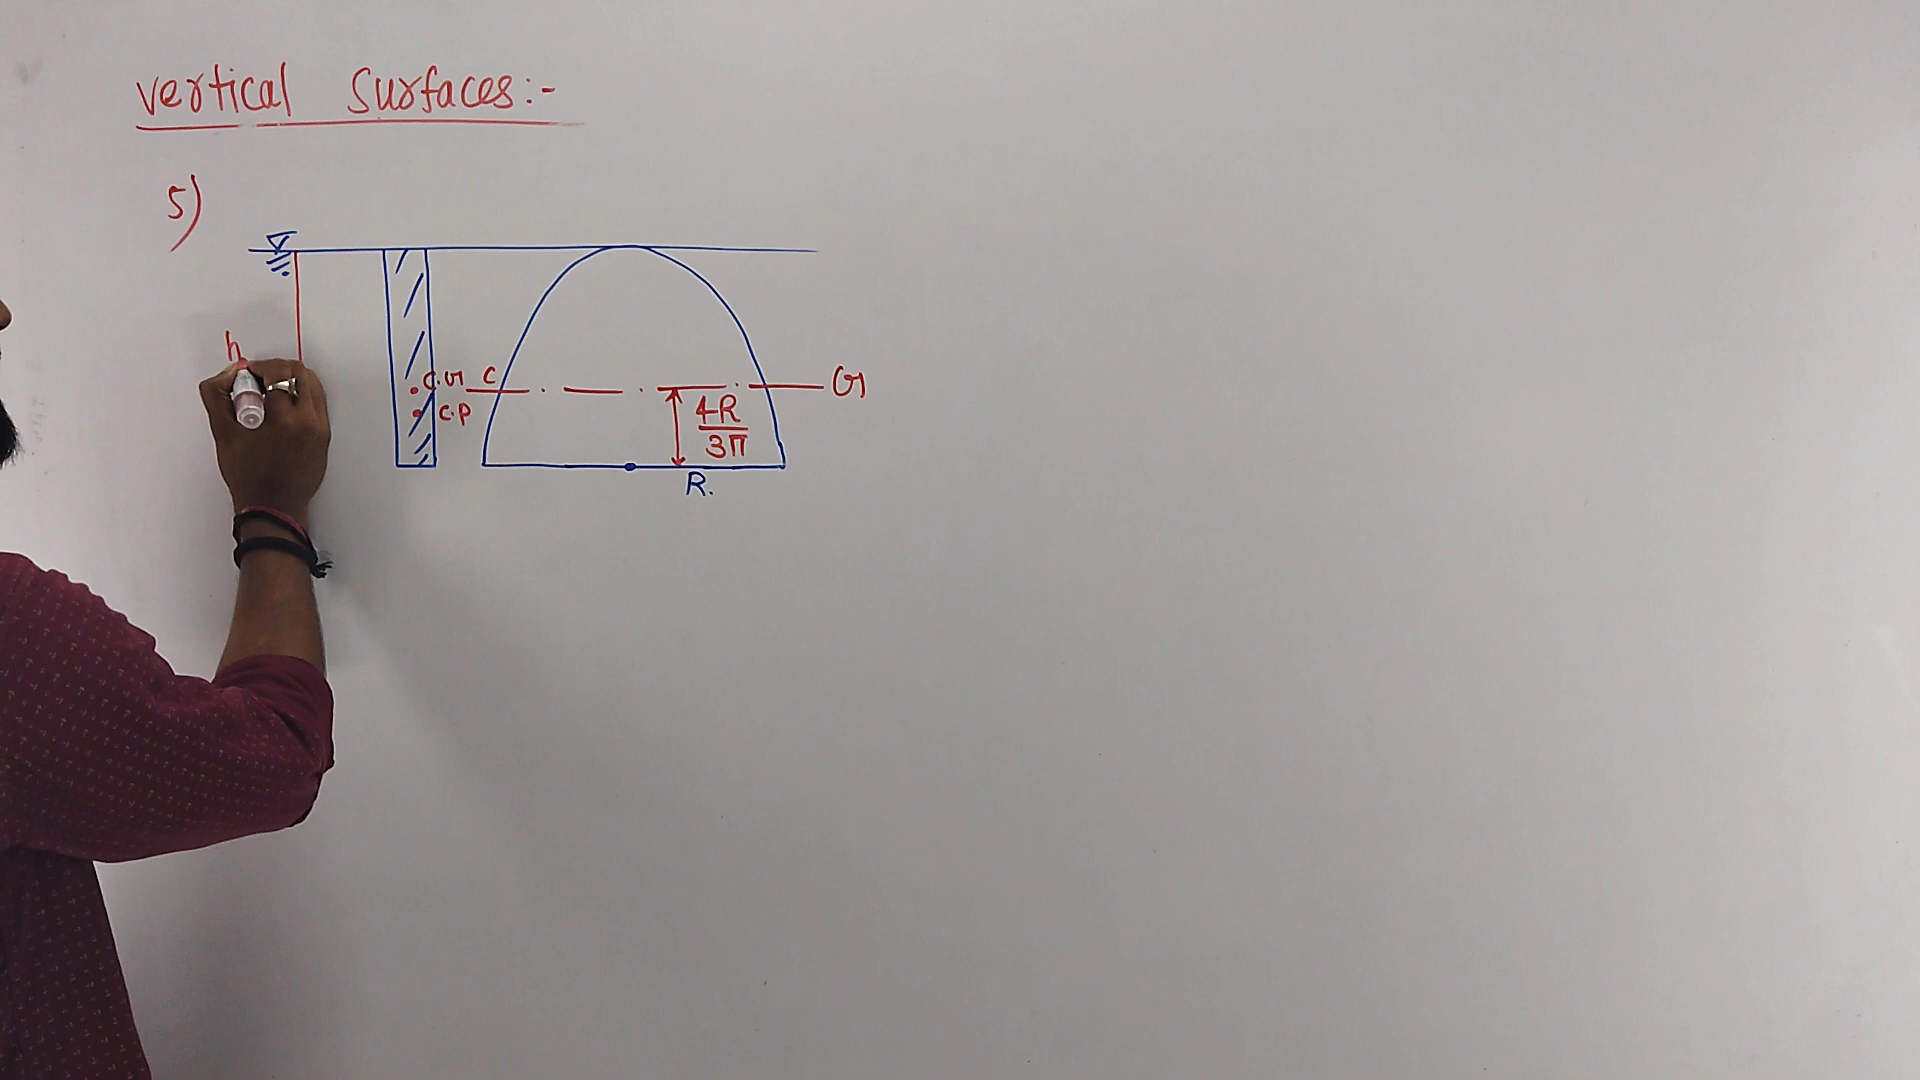 Vertical Surfaces:-
5)
h
C.G C G
C.P
4R
3π
R.